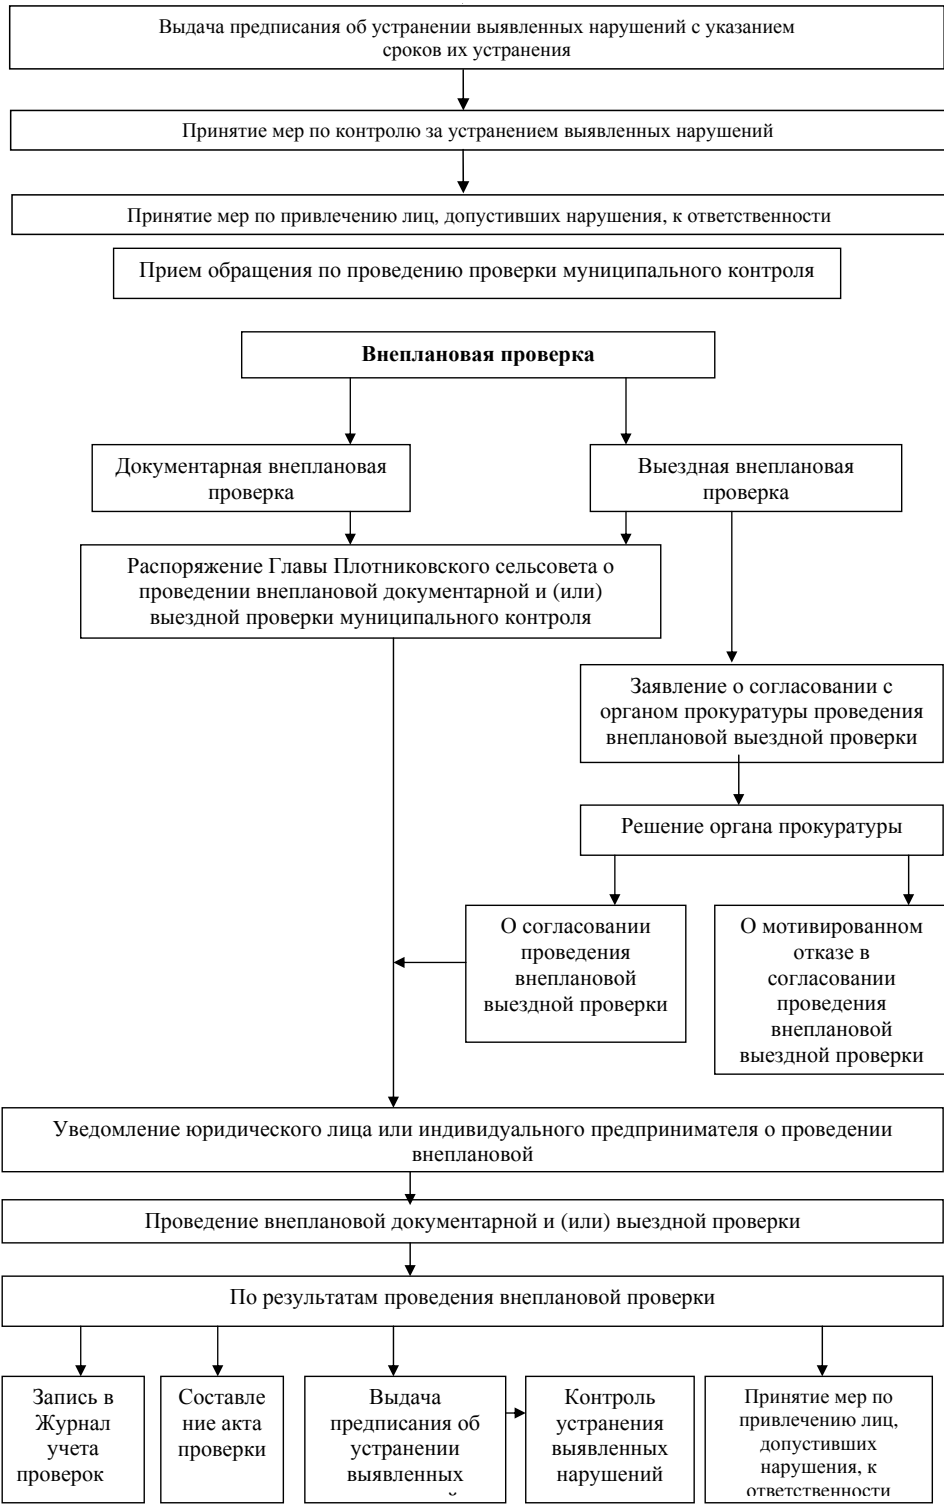 Выдача предписания об устранении выявленных нарушений с указанием
сроков их устранения
Принятие мер по контролю за устранением выявленных нарушений
Принятие мер по привлечению лиц, допустивших нарушения, к ответственности
Прием обращения по проведению проверки муниципального контроля
Внеплановая проверка
Документарная внеплановая
проверка
Выездная внеплановая
проверка
Распоряжение Главы Плотниковского сельсовета о
проведении внеплановой документарной и (или)
выездной проверки муниципального контроля
Заявление о согласовании с
органом прокуратуры проведения
внеплановой выездной проверки
Решение органа прокуратуры
О согласовании
проведения
внеплановой
выездной проверки
О мотивированном
отказе в
согласовании
проведения
внеплановой
выездной проверки
Уведомление юридического лица или индивидуального предпринимателя о проведении
внеплановой
Проведение внеплановой документарной и (или) выездной проверки
По результатам проведения внеплановой проверки
Запись в
Журнал
учета
проверок
Составле
ние акта
проверки
Выдача
предписания об
устранении
выявленных
Контроль
устранения
выявленных
нарушений
Принятие мер по
привлечению лиц,
допустивших
нарушения, к
ответственности